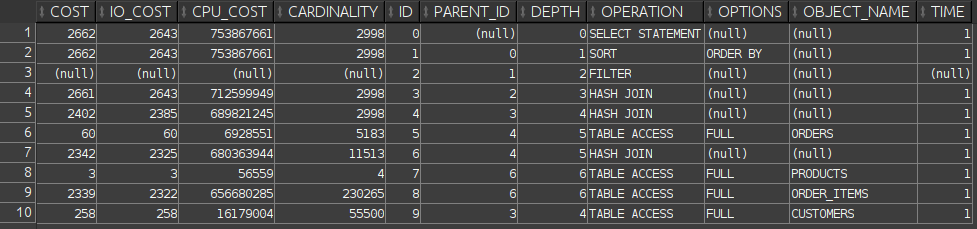 COST IO_COST CPU_COST CARDINALITY ID PARENT_ID DEPTH OPERATION OPTIONS OBJECT_NAME TIME
1 2662 2643 753867661 2998 0 (null) 0 SELECT STATEMENT (null) (null) 1
2 2662 2643 753867661 2998 1 0 1 SORT ORDER BY (null) 1
3 (null) (null) (null) (null) 2 1 2 FILTER (null) (null) (null)
4 2661 2643 712599949 2998 3 2 3 HASH JOIN (null) (null) 1
5 2402 2385 689821245 2998 4 3 4 HASH JOIN (null) (null) 1
6 60 60 6928551 5183 5 4 5 TABLE ACCESS FULL ORDERS 1
7 2342 2325 680363944 11513 6 4 5 HASH JOIN (null) (null) 1
8 3 3 56559 4 7 6 6 TABLE ACCESS FULL PRODUCTS 1
9 2339 2322 656680285 230265 8 6 6 TABLE ACCESS FULL ORDER_ITEMS 1
10 258 258 16179004 55500 9 3 4 TABLE ACCESS FULL CUSTOMERS 1